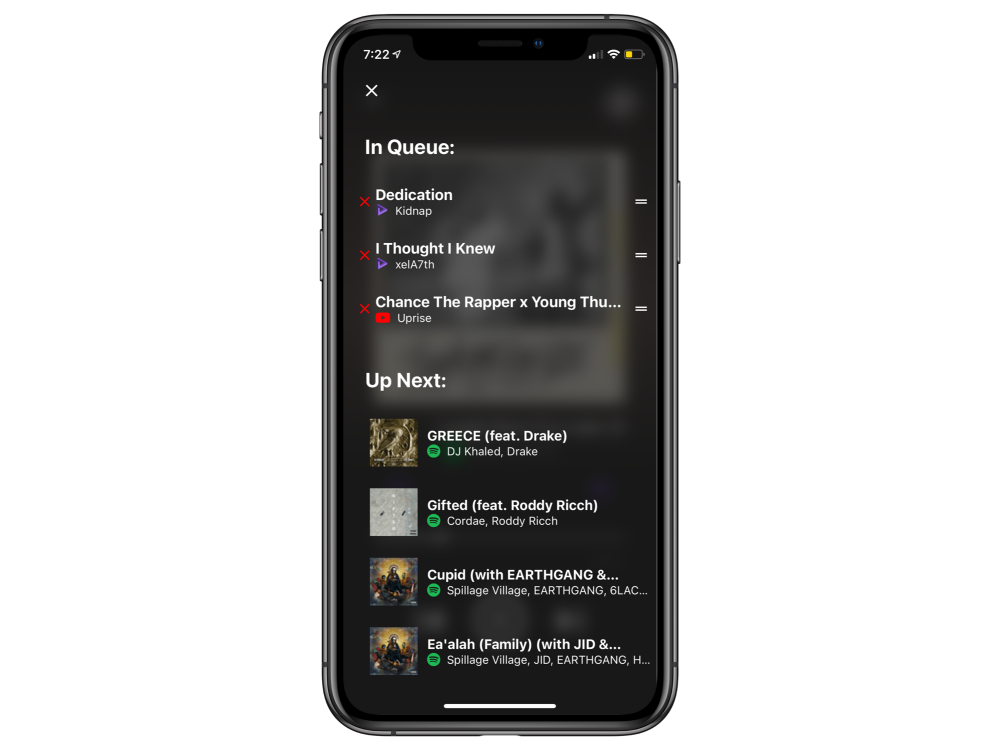 7:22
In Queue:
Dedication
Kidnap
I Thought I Knew
xelA7th
Chance The Rapper x Young Thu...
Uprise
Up Next:
GREECE (feat. Drake)
DJ Khaled, Drake
Gifted (feat. Roddy Ricch)
Cordae, Roddy Ricch
Cupid (with EARTHGANG &...
Spillage Village, EARTHGANG, 6LAC...
Ea'alah (Family) (with JID &...
Spillage Village, JID, EARTHGANG, H...